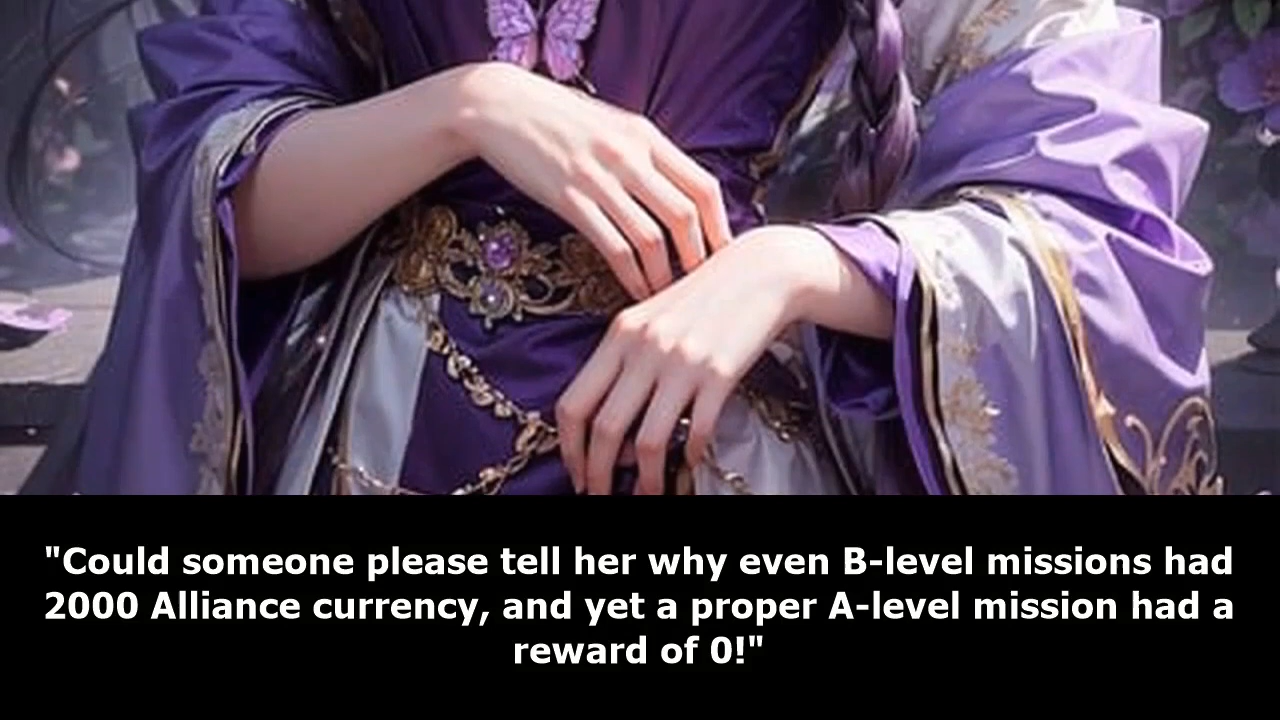 "Could someone please tell her why even B-level missions had
2000 Alliance currency, and yet a proper A-level mission had a
reward of 0!"